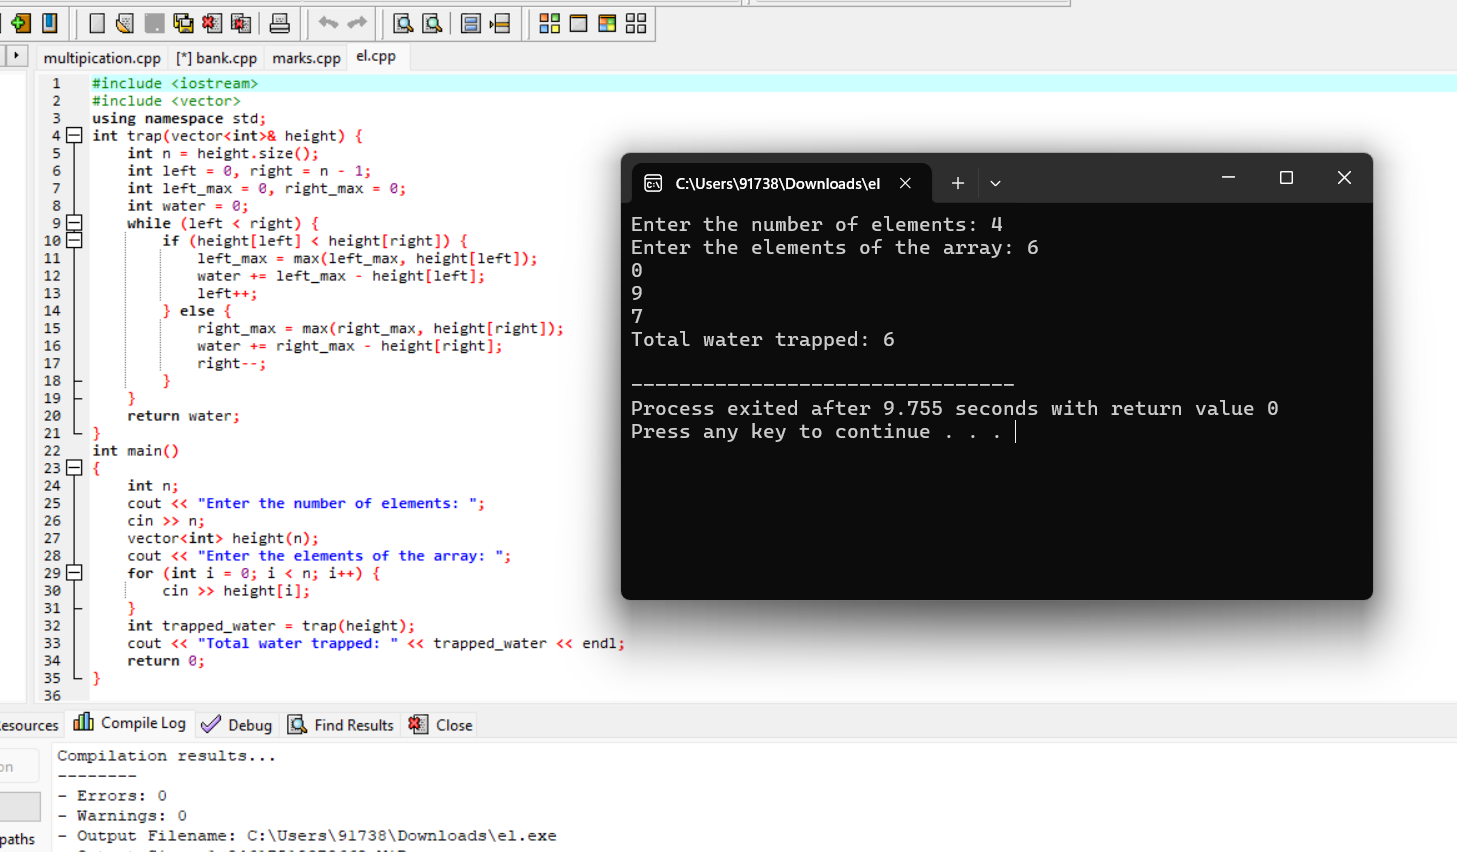 multipication.cpp [*] bank.cpp marks.cpp el.cpp
1 #include <iostream>
2 #include <vector>
3 using namespace std;
4 int trap(vector<int>& height) {
5 int n = height.size();
6 int left = 0, right = n - 1;
7 int left_max = 0, right_max = 0;
8 int water = 0;
9 while (left < right) {
10 if (height[left] < height[right]) {
11 left_max = max(left_max, height[left]);
12 water += left_max - height[left];
13 left++;
14 } else {
15 right_max = max(right_max, height[right]);
16 water += right_max - height[right];
17 right--;
18 }
19 }
20 return water;
21 }
22 int main()
23 {
24 int n;
25 cout << "Enter the number of elements: ";
26 cin >> n;
27 vector<int> height(n);
28 cout << "Enter the elements of the array: ";
29 for (int i = 0; i < n; i++) {
30 cin >> height[i];
31 }
32 int trapped_water = trap(height);
33 cout << "Total water trapped: " << trapped_water << endl;
34 return 0;
35 }
36
C:\Users\91738\Downloads\el
Enter the number of elements: 4
Enter the elements of the array: 6
0
9
7
Total water trapped: 6
--------------------------------
Process exited after 9.755 seconds with return value 0
Press any key to continue . . .
esources Compile Log Debug Find Results Close
on
paths
Compilation results...
--------
- Errors: 0
- Warnings: 0
- Output Filename: C:\Users\91738\Downloads\el.exe